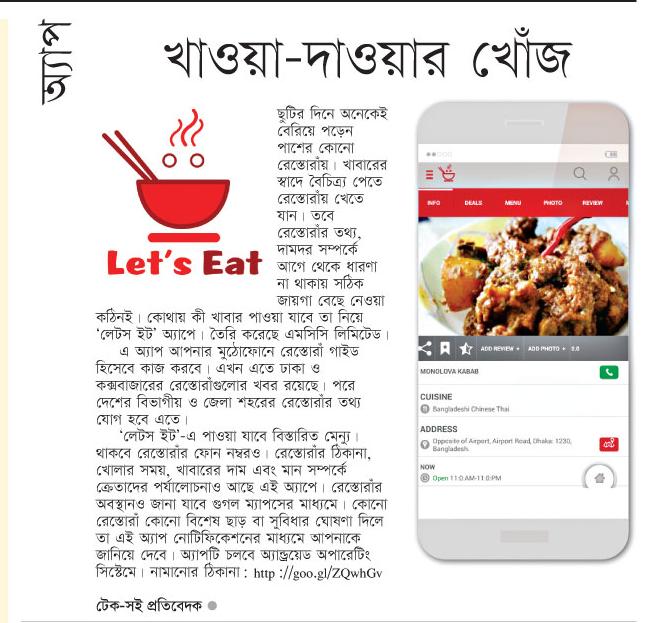 অ্যাপ
খাওয়া-দাওয়ার খোঁজ
Let's Eat
ছুটির দিনে অনেকেই
বেরিয়ে পড়েন
পাশের কোনো
রেস্তোরাঁয়। খাবারের
স্বাদে বৈচিত্র্য পেতে
রেস্তোরাঁয় খেতে
যান। তবে
রেস্তোরাঁর তথ্য,
দামদর সম্পর্কে
আগে থেকে ধারণা
না থাকায় সঠিক
জায়গা বেছে নেওয়া
কঠিনই। কোথায় কী খাবার পাওয়া যাবে তা নিয়ে
‘লেটস ইট’ অ্যাপে। তৈরি করেছে এমসিসি লিমিটেড।
এ অ্যাপ আপনার মুঠোফোনে রেস্তোরাঁ গাইড
হিসেবে কাজ করবে। এখন এতে ঢাকা ও
কক্সবাজারের রেস্তোরাঁগুলোর খবর রয়েছে। পরে
দেশের বিভাগীয় ও জেলা শহরের রেস্তোরাঁর তথ্য
যোগ হবে এতে।
‘লেটস ইট’-এ পাওয়া যাবে বিস্তারিত মেন্যু।
থাকবে রেস্তোরাঁর ফোন নম্বরও। রেস্তোরাঁর ঠিকানা,
খোলার সময়, খাবারের দাম এবং মান সম্পর্কে
ক্রেতাদের পর্যালোচনাও আছে এই অ্যাপে। রেস্তোরাঁর
অবস্থানও জানা যাবে গুগল ম্যাপসের মাধ্যমে। কোনো
রেস্তোরাঁ কোনো বিশেষ ছাড় বা সুবিধার ঘোষণা দিলে
তা এই অ্যাপ নোটিফিকেশনের মাধ্যমে আপনাকে
জানিয়ে দেবে। অ্যাপটি চলবে অ্যান্ড্রয়েড অপারেটিং
সিস্টেমে। নামানোর ঠিকানা : http ://goo.gl/ZQwhGv
টেক-সই প্রতিবেদক
INFO DEALS MENU PHOTO REVIEW
ADD REVIEW + ADD PHOTO + 0.0
MONOLOVA KABAB
CUISINE
Bangladeshi Chinese Thai
ADDRESS
Opposite of Airport, Airport Road, Dhaka: 1230,
Bangladesh.
NOW
Open 11:0.AM-11:0.PM